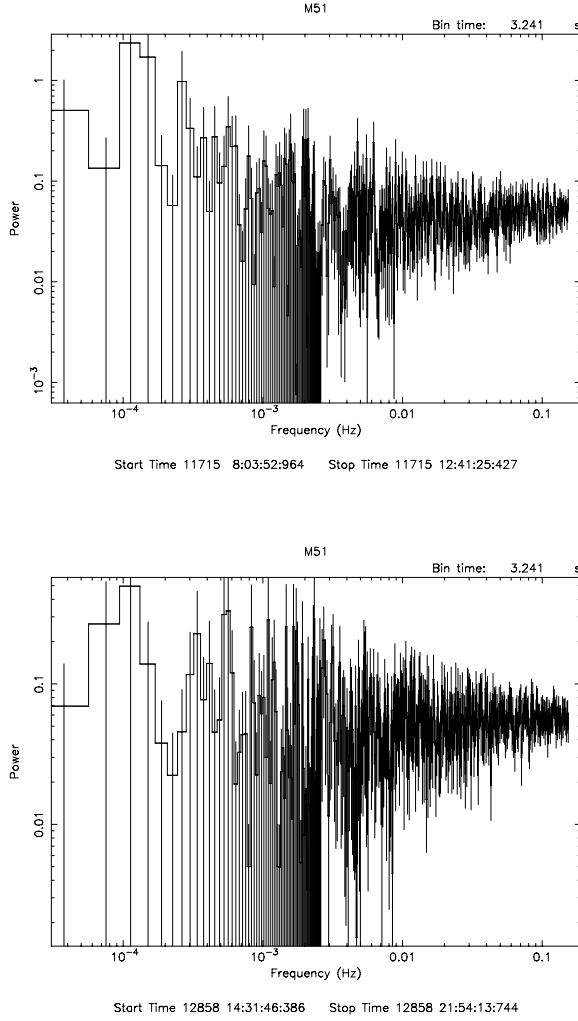 M51
Bin time: 3.241 s
1
0.1
0.01
10⁻³
Power
10⁻⁴ 10⁻³ 0.01 0.1
Frequency (Hz)
Start Time 11715 8:03:52:964 Stop Time 11715 12:41:25:427
M51
Bin time: 3.241 s
0.1
0.01
Power
10⁻⁴ 10⁻³ 0.01 0.1
Frequency (Hz)
Start Time 12858 14:31:46:386 Stop Time 12858 21:54:13:744